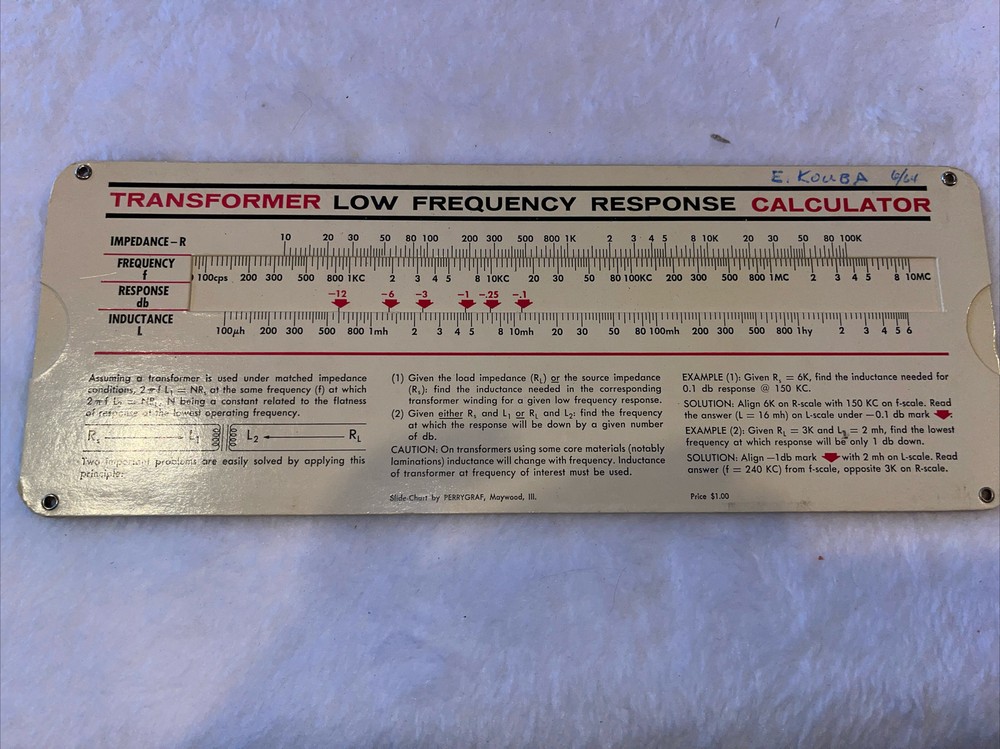 E. KOUBA 6/64
TRANSFORMER LOW FREQUENCY RESPONSE CALCULATOR
IMPEDANCE–R 10 20 30 50 80 100 200 300 500 800 1K 2 3 4 5 8 10K 20 30 50 80 100K
FREQUENCY f 100cps 200 300 500 800 1KC 2 3 4 5 8 10KC 20 30 50 80 100KC 200 300 500 800 1MC 2 3 4 5 8 10MC
RESPONSE db –12 –6 –3 –1 –.25 –.1
INDUCTANCE L 100μh 200 300 500 800 1mh 2 3 4 5 8 10mh 20 30 50 80 100mh 200 300 500 800 1hy 2 3 4 5 6
Assuming a transformer is used under matched impedance
conditions, 2πf L₁ = NRₛ at the same frequency (f) at which
2πf L₂ = NR_L. N being a constant related to the flatness
of response at the lowest operating frequency.
Rₛ L₁ L₂ R_L
Two important problems are easily solved by applying this
principle:
(1) Given the load impedance (R_L) or the source impedance
(Rₛ): find the inductance needed in the corresponding
transformer winding for a given low frequency response.
(2) Given either Rₛ and L₁ or R_L and L₂: find the frequency
at which the response will be down by a given number
of db.
CAUTION: On transformers using some core materials (notably
laminations) inductance will change with frequency. Inductance
of transformer at frequency of interest must be used.
Slide-Chart by PERRYGRAF, Maywood, Ill.
EXAMPLE (1): Given Rₛ = 6K, find the inductance needed for
0.1 db response @ 150 KC.
SOLUTION: Align 6K on R-scale with 150 KC on f-scale. Read
the answer (L = 16 mh) on L-scale under –0.1 db mark.
EXAMPLE (2): Given R_L = 3K and L₂ = 2 mh, find the lowest
frequency at which response will be only 1 db down.
SOLUTION: Align –1db mark with 2 mh on L-scale. Read
answer (f = 240 KC) from f-scale, opposite 3K on R-scale.
Price $1.00